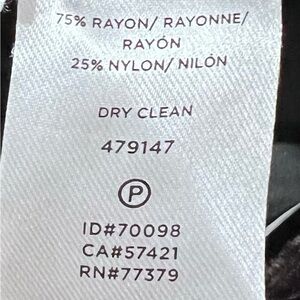 75% RAYON/ RAYONNE/
RAYÓN
25% NYLON/ NILÓN
DRY CLEAN
479147
P
ID#70098
CA#57421
RN#77379